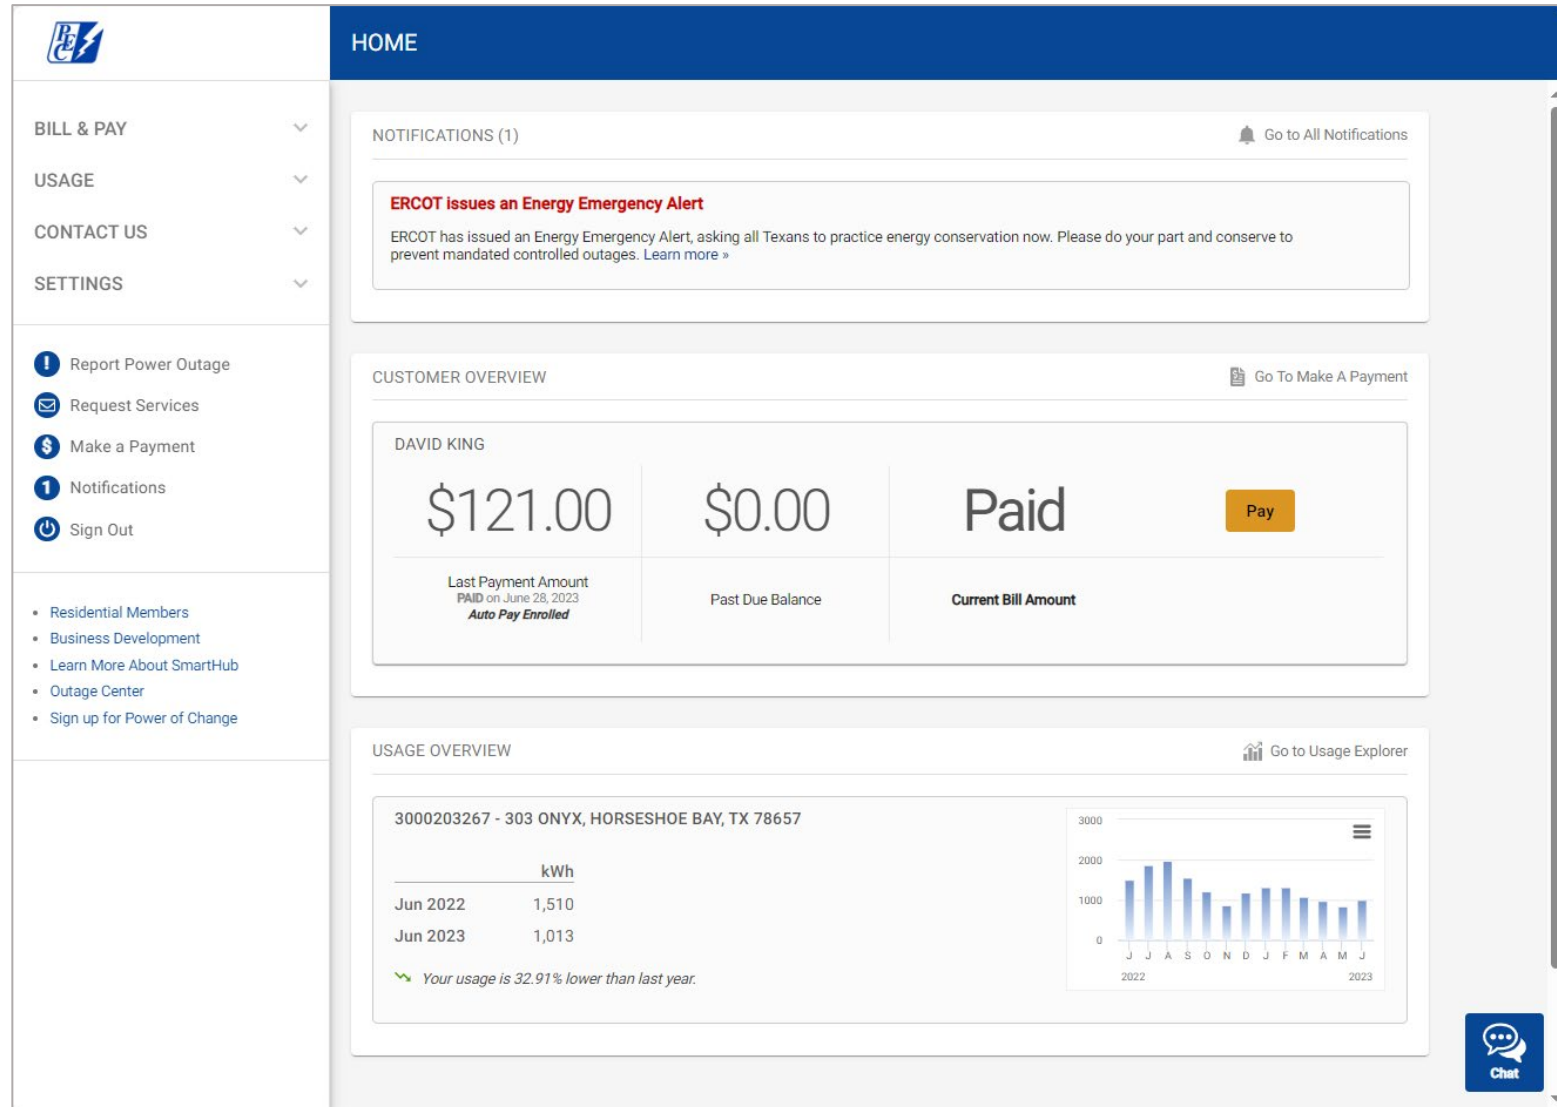 PEC
HOME
BILL & PAY
USAGE
CONTACT US
SETTINGS
! Report Power Outage
Request Services
$ Make a Payment
1 Notifications
Sign Out
• Residential Members
• Business Development
• Learn More About SmartHub
• Outage Center
• Sign up for Power of Change
NOTIFICATIONS (1)
Go to All Notifications
ERCOT issues an Energy Emergency Alert
ERCOT has issued an Energy Emergency Alert, asking all Texans to practice energy conservation now. Please do your part and conserve to
prevent mandated controlled outages. Learn more »
CUSTOMER OVERVIEW
Go To Make A Payment
DAVID KING
$121.00 $0.00 Paid Pay
Last Payment Amount
PAID on June 28, 2023
Auto Pay Enrolled
Past Due Balance
Current Bill Amount
USAGE OVERVIEW
Go to Usage Explorer
3000203267 - 303 ONYX, HORSESHOE BAY, TX 78657
kWh
Jun 2022 1,510
Jun 2023 1,013
Your usage is 32.91% lower than last year.
3000
2000
1000
0
J J A S O N D J F M A M J
2022 2023
Chat